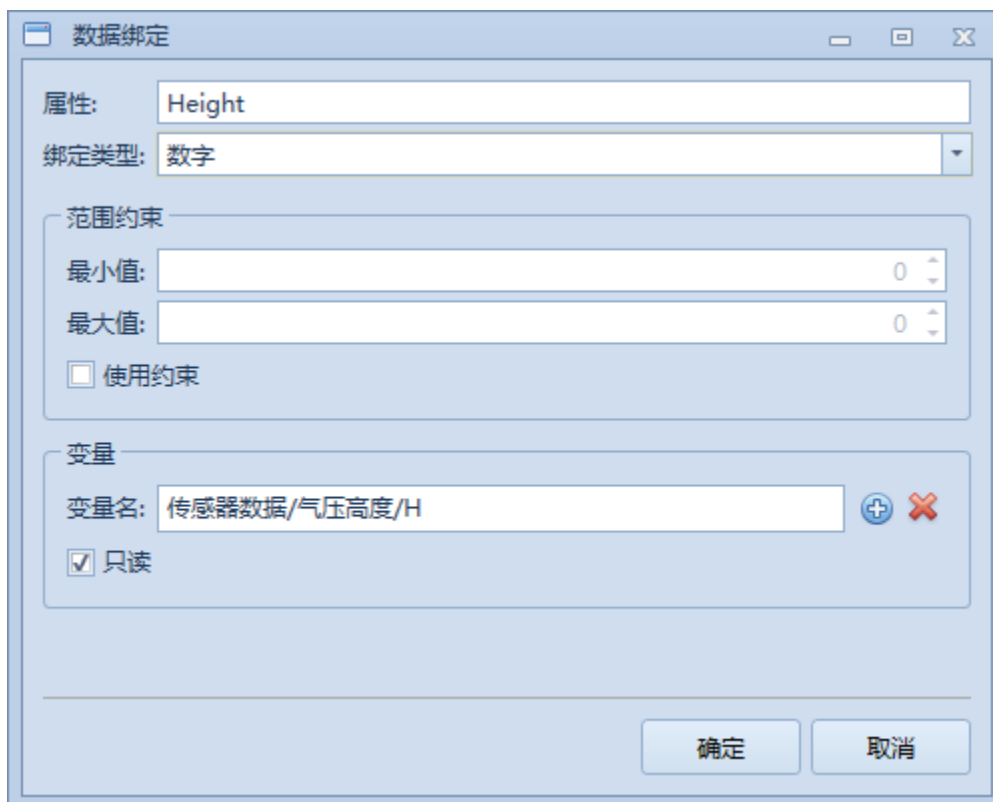 数据绑定
属性: Height
绑定类型: 数字
范围约束
最小值: 0
最大值: 0
使用约束
变量
变量名: 传感器数据/气压高度/H
只读
确定 取消